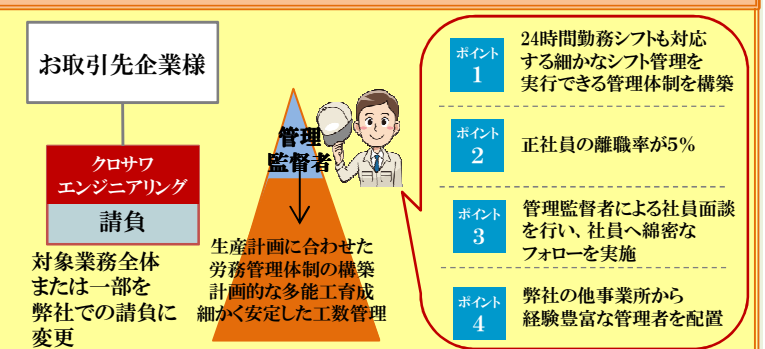 お取引先企業様
クロサワ
エンジニアリング
請負
対象業務全体
または一部を
弊社での請負に
変更
管理
監督者
生産計画に合わせた
労務管理体制の構築
計画的な多能工育成
細かく安定した工数管理
ポイント
1
24時間勤務シフトも対応
する細かなシフト管理を
実行できる管理体制を構築
ポイント
2
正社員の離職率が5%
ポイント
3
管理監督者による社員面談
を行い、社員へ綿密な
フォローを実施
ポイント
4
弊社の他事業所から
経験豊富な管理者を配置